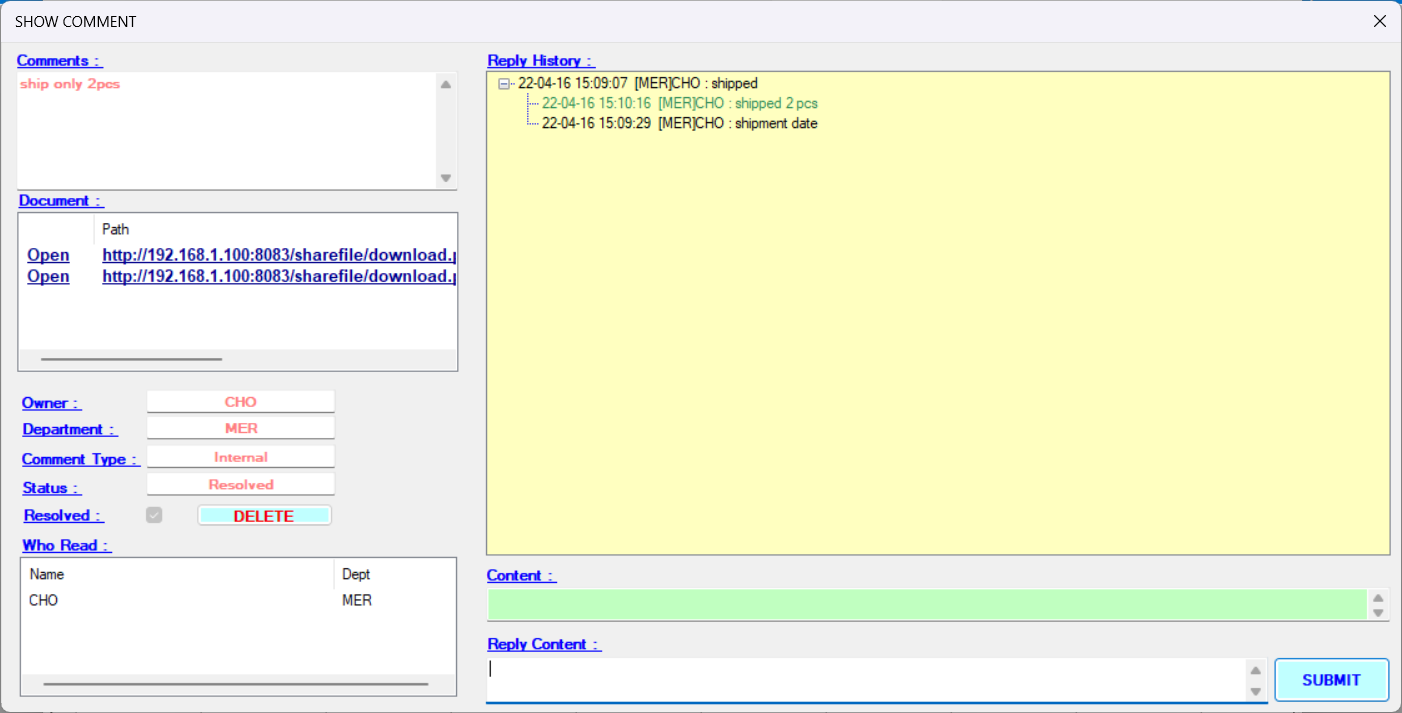 SHOW COMMENT
Comments :
ship only 2pcs
Document :
Path
Open http://192.168.1.100:8083/sharefile/download.p
Open http://192.168.1.100:8083/sharefile/download.p
Owner : CHO
Department : MER
Comment Type : Internal
Status : Resolved
Resolved : DELETE
Who Read :
Name Dept
CHO MER
Reply History :
22-04-16 15:09:07 [MER]CHO : shipped
22-04-16 15:10:16 [MER]CHO : shipped 2 pcs
22-04-16 15:09:29 [MER]CHO : shipment date
Content :
Reply Content :
SUBMIT